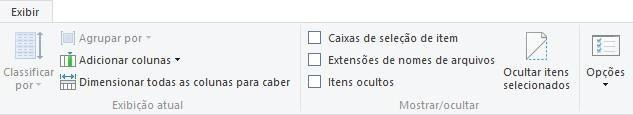 Exibir
Classificar
por
Agrupar por
Adicionar colunas
Dimensionar todas as colunas para caber
Exibição atual
Caixas de seleção de item
Extensões de nomes de arquivos
Itens ocultos
Ocultar itens
selecionados
Mostrar/ocultar
Opções